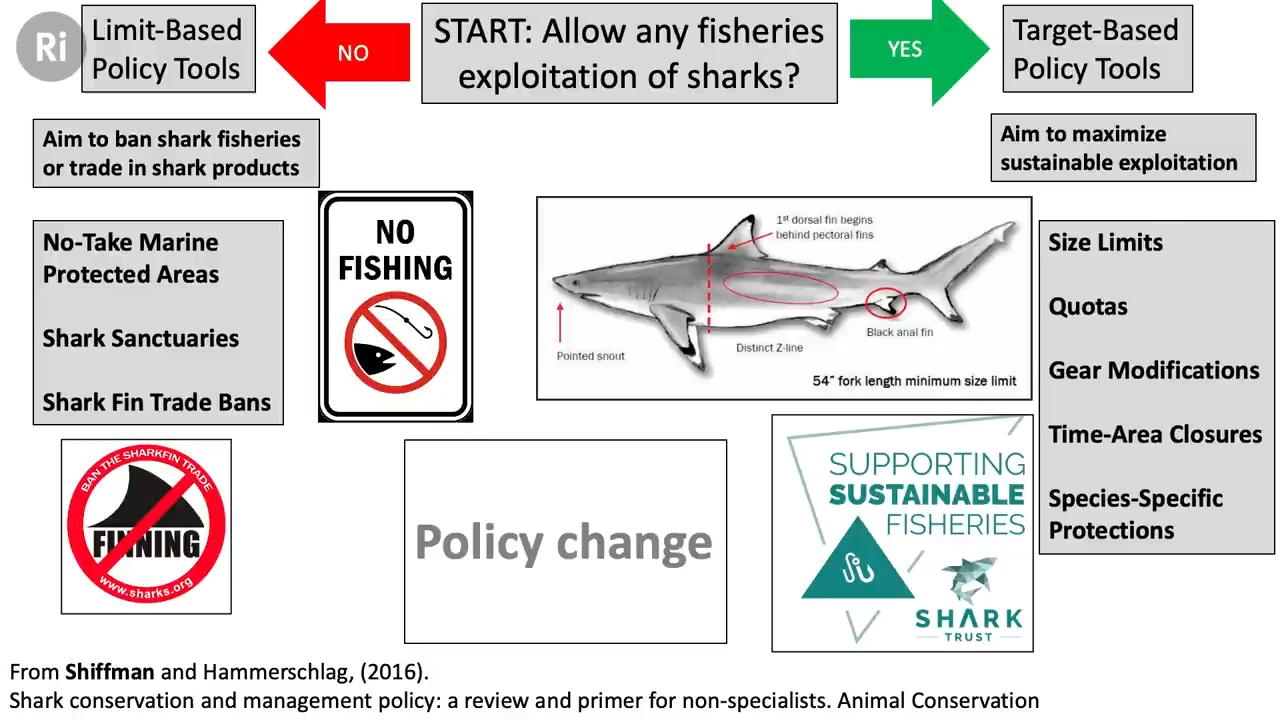 Ri
Limit-Based
Policy Tools
NO
START: Allow any fisheries
exploitation of sharks?
YES
Target-Based
Policy Tools
Aim to ban shark fisheries
or trade in shark products
Aim to maximize
sustainable exploitation
No-Take Marine
Protected Areas
Shark Sanctuaries
Shark Fin Trade Bans
NO
FISHING
1st dorsal fin begins
behind pectoral fins
Pointed snout
Distinct Z-line
Black anal fin
54” fork length minimum size limit
Size Limits
Quotas
Gear Modifications
Time-Area Closures
Species-Specific
Protections
BAN THE SHARKFIN TRADE
FINNING
www.sharks.org
Policy change
SUPPORTING
SUSTAINABLE
FISHERIES
SHARK
TRUST
From Shiffman and Hammerschlag, (2016).
Shark conservation and management policy: a review and primer for non-specialists. Animal Conservation